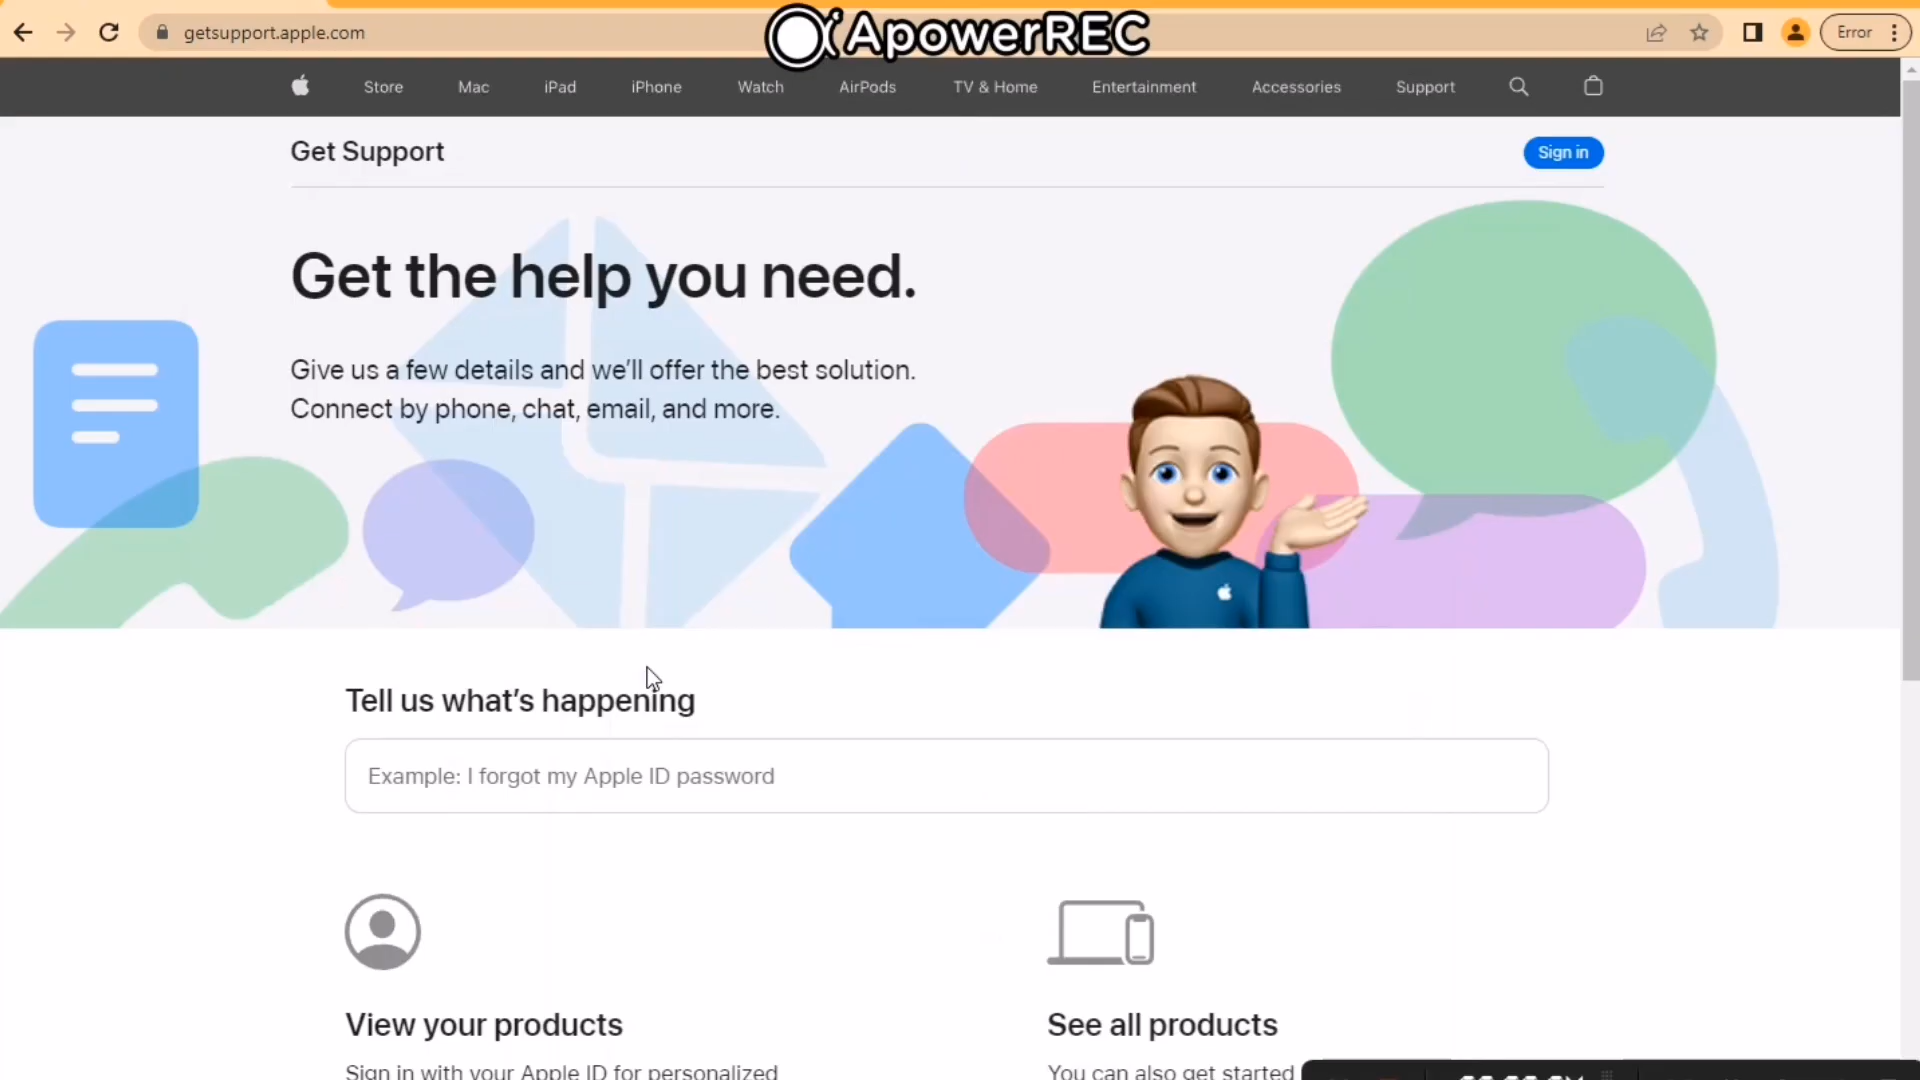 getsupport.apple.com
ApowerREC
Error
Store Mac iPad iPhone Watch AirPods TV & Home Entertainment Accessories Support
Get Support
Sign in
Get the help you need.
Give us a few details and we’ll offer the best solution.
Connect by phone, chat, email, and more.
Tell us what’s happening
Example: I forgot my Apple ID password
View your products
See all products
Sign in with your Apple ID for personalized
You can also get started